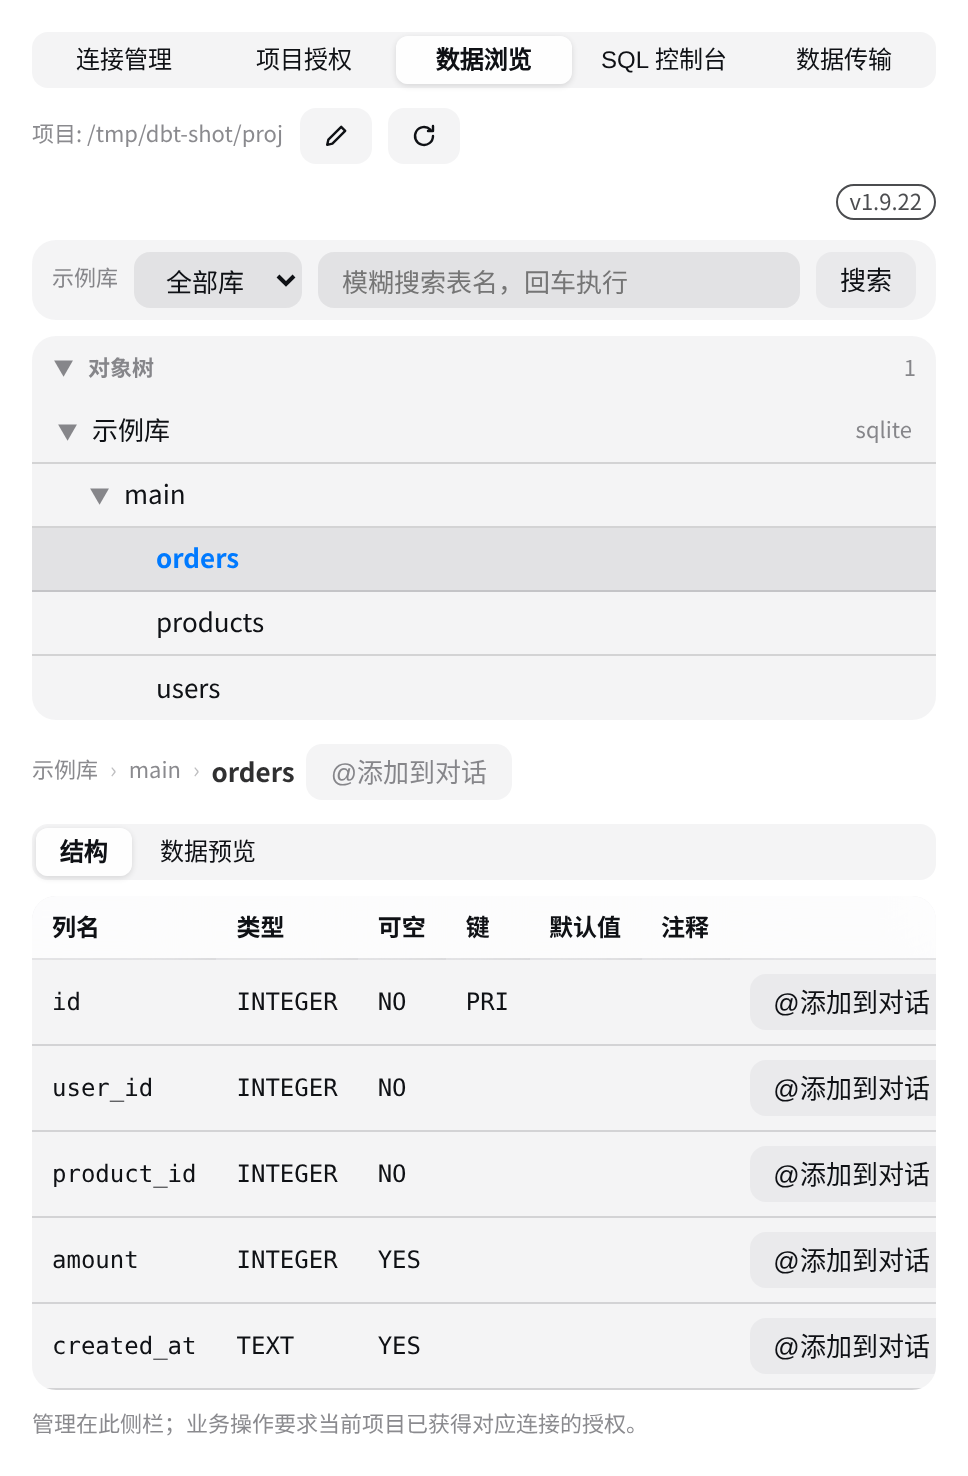 连接管理 项目授权 数据浏览 SQL 控制台 数据传输
项目: /tmp/dbt-shot/proj
v1.9.22
示例库 全部库 模糊搜索表名，回车执行 搜索
▼ 对象树 1
▼ 示例库 sqlite
▼ main
orders
products
users
示例库 › main › orders @添加到对话
结构 数据预览
列名 类型 可空 键 默认值 注释
id INTEGER NO PRI @添加到对话
user_id INTEGER NO @添加到对话
product_id INTEGER NO @添加到对话
amount INTEGER YES @添加到对话
created_at TEXT YES @添加到对话
管理在此侧栏；业务操作要求当前项目已获得对应连接的授权。